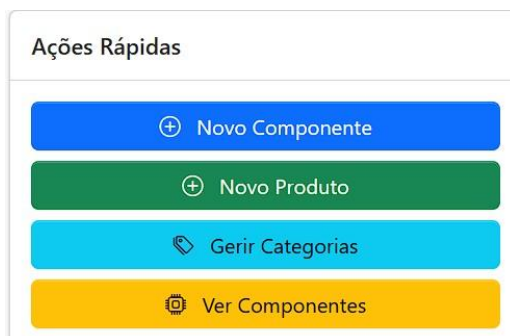 Ações Rápidas
Novo Componente
Novo Produto
Gerir Categorias
Ver Componentes